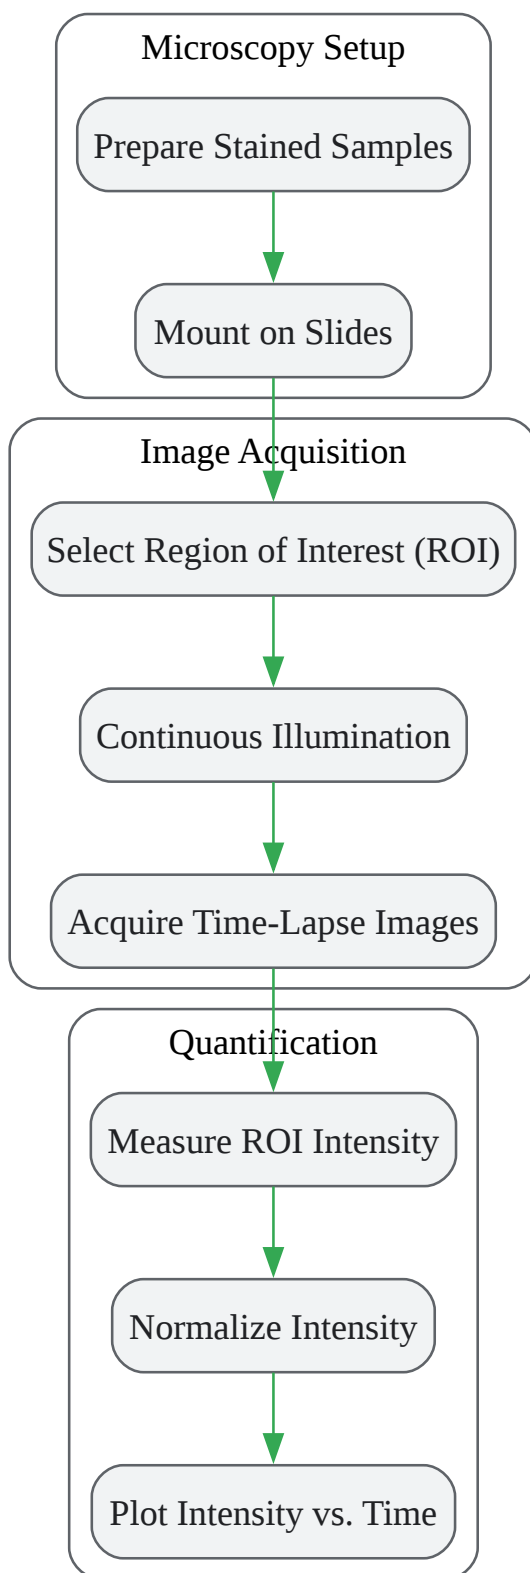 Microscopy Setup
Prepare Stained Samples
Mount on Slides
Image Acquisition
Select Region of Interest (ROI)
Continuous Illumination
Acquire Time-Lapse Images
Quantification
Measure ROI Intensity
Normalize Intensity
Plot Intensity vs. Time